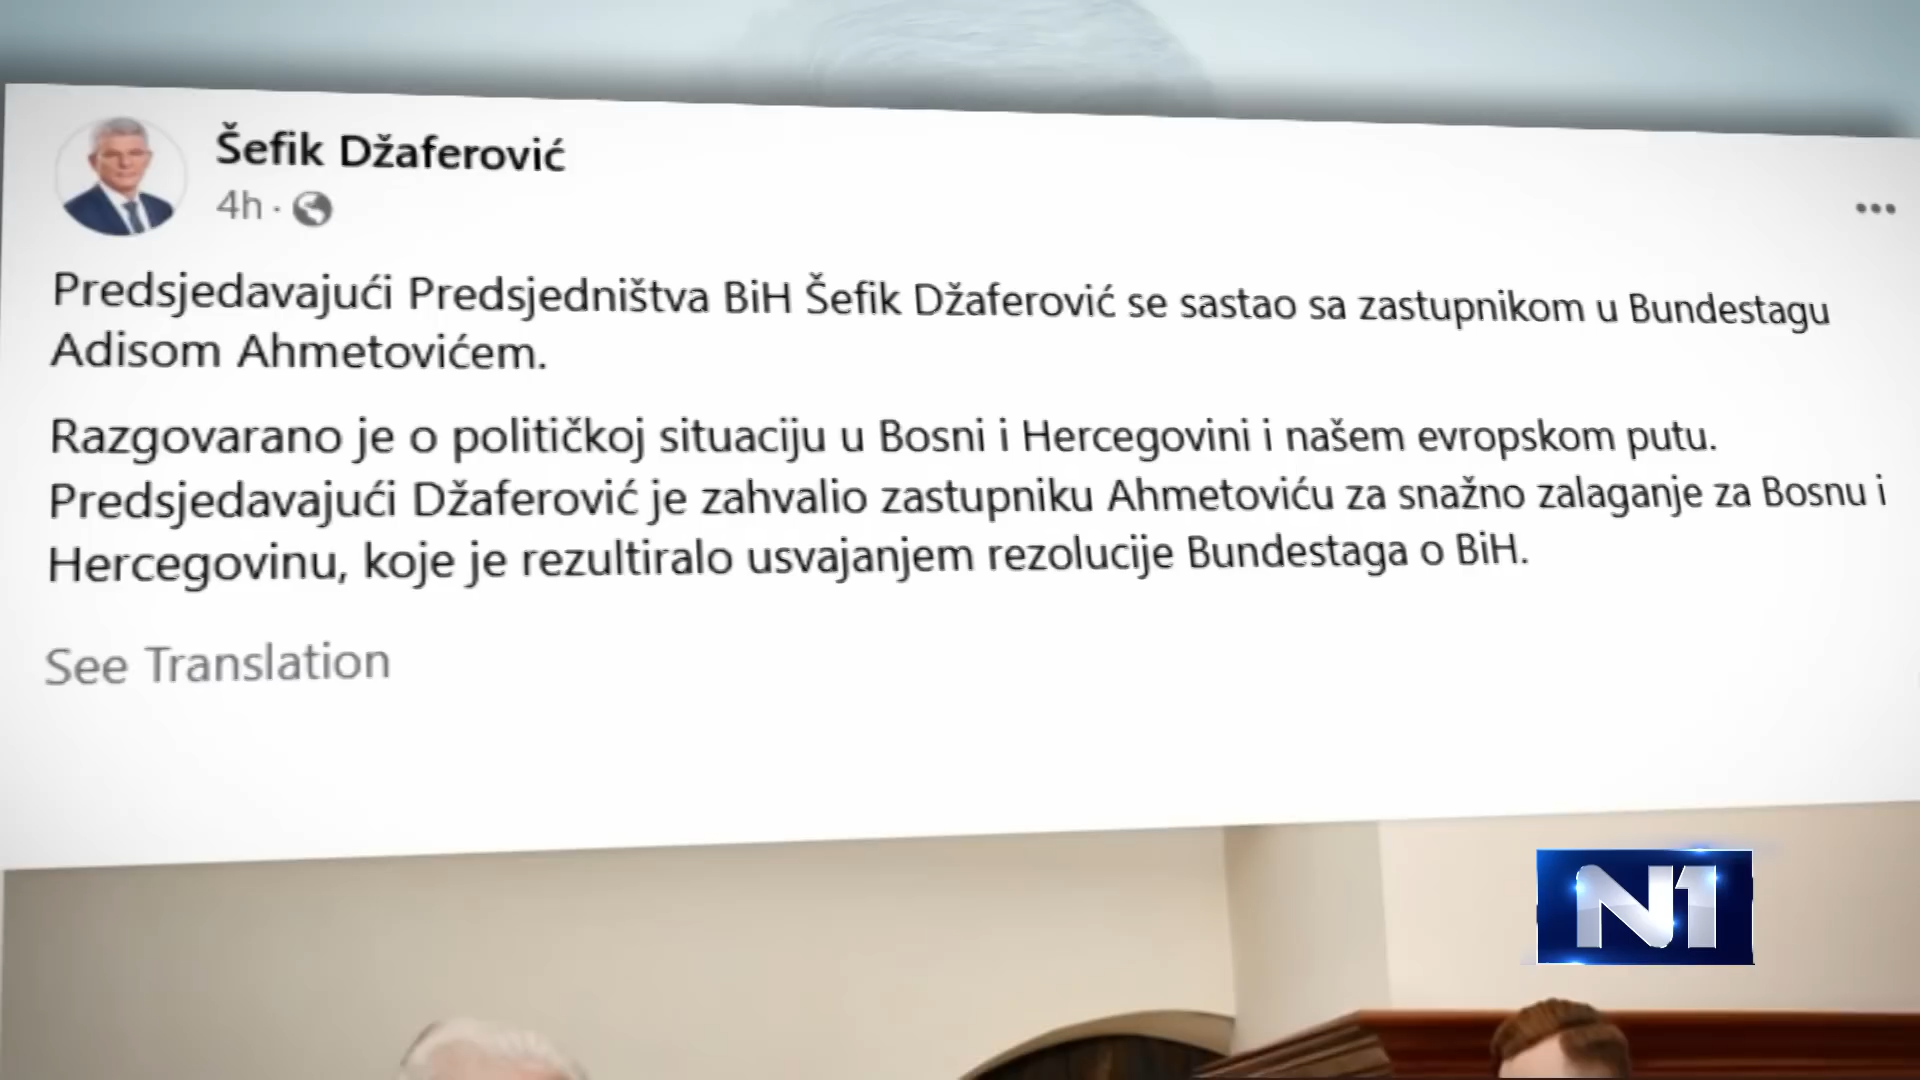 Šefik Džaferović
4h ·
Predsjedavajući Predsjedništva BiH Šefik Džaferović se sastao sa zastupnikom u Bundestagu
Adisom Ahmetovićem.
Razgovarano je o političkoj situaciju u Bosni i Hercegovini i našem evropskom putu.
Predsjedavajući Džaferović je zahvalio zastupniku Ahmetoviću za snažno zalaganje za Bosnu i
Hercegovinu, koje je rezultiralo usvajanjem rezolucije Bundestaga o BiH.
See Translation
N1